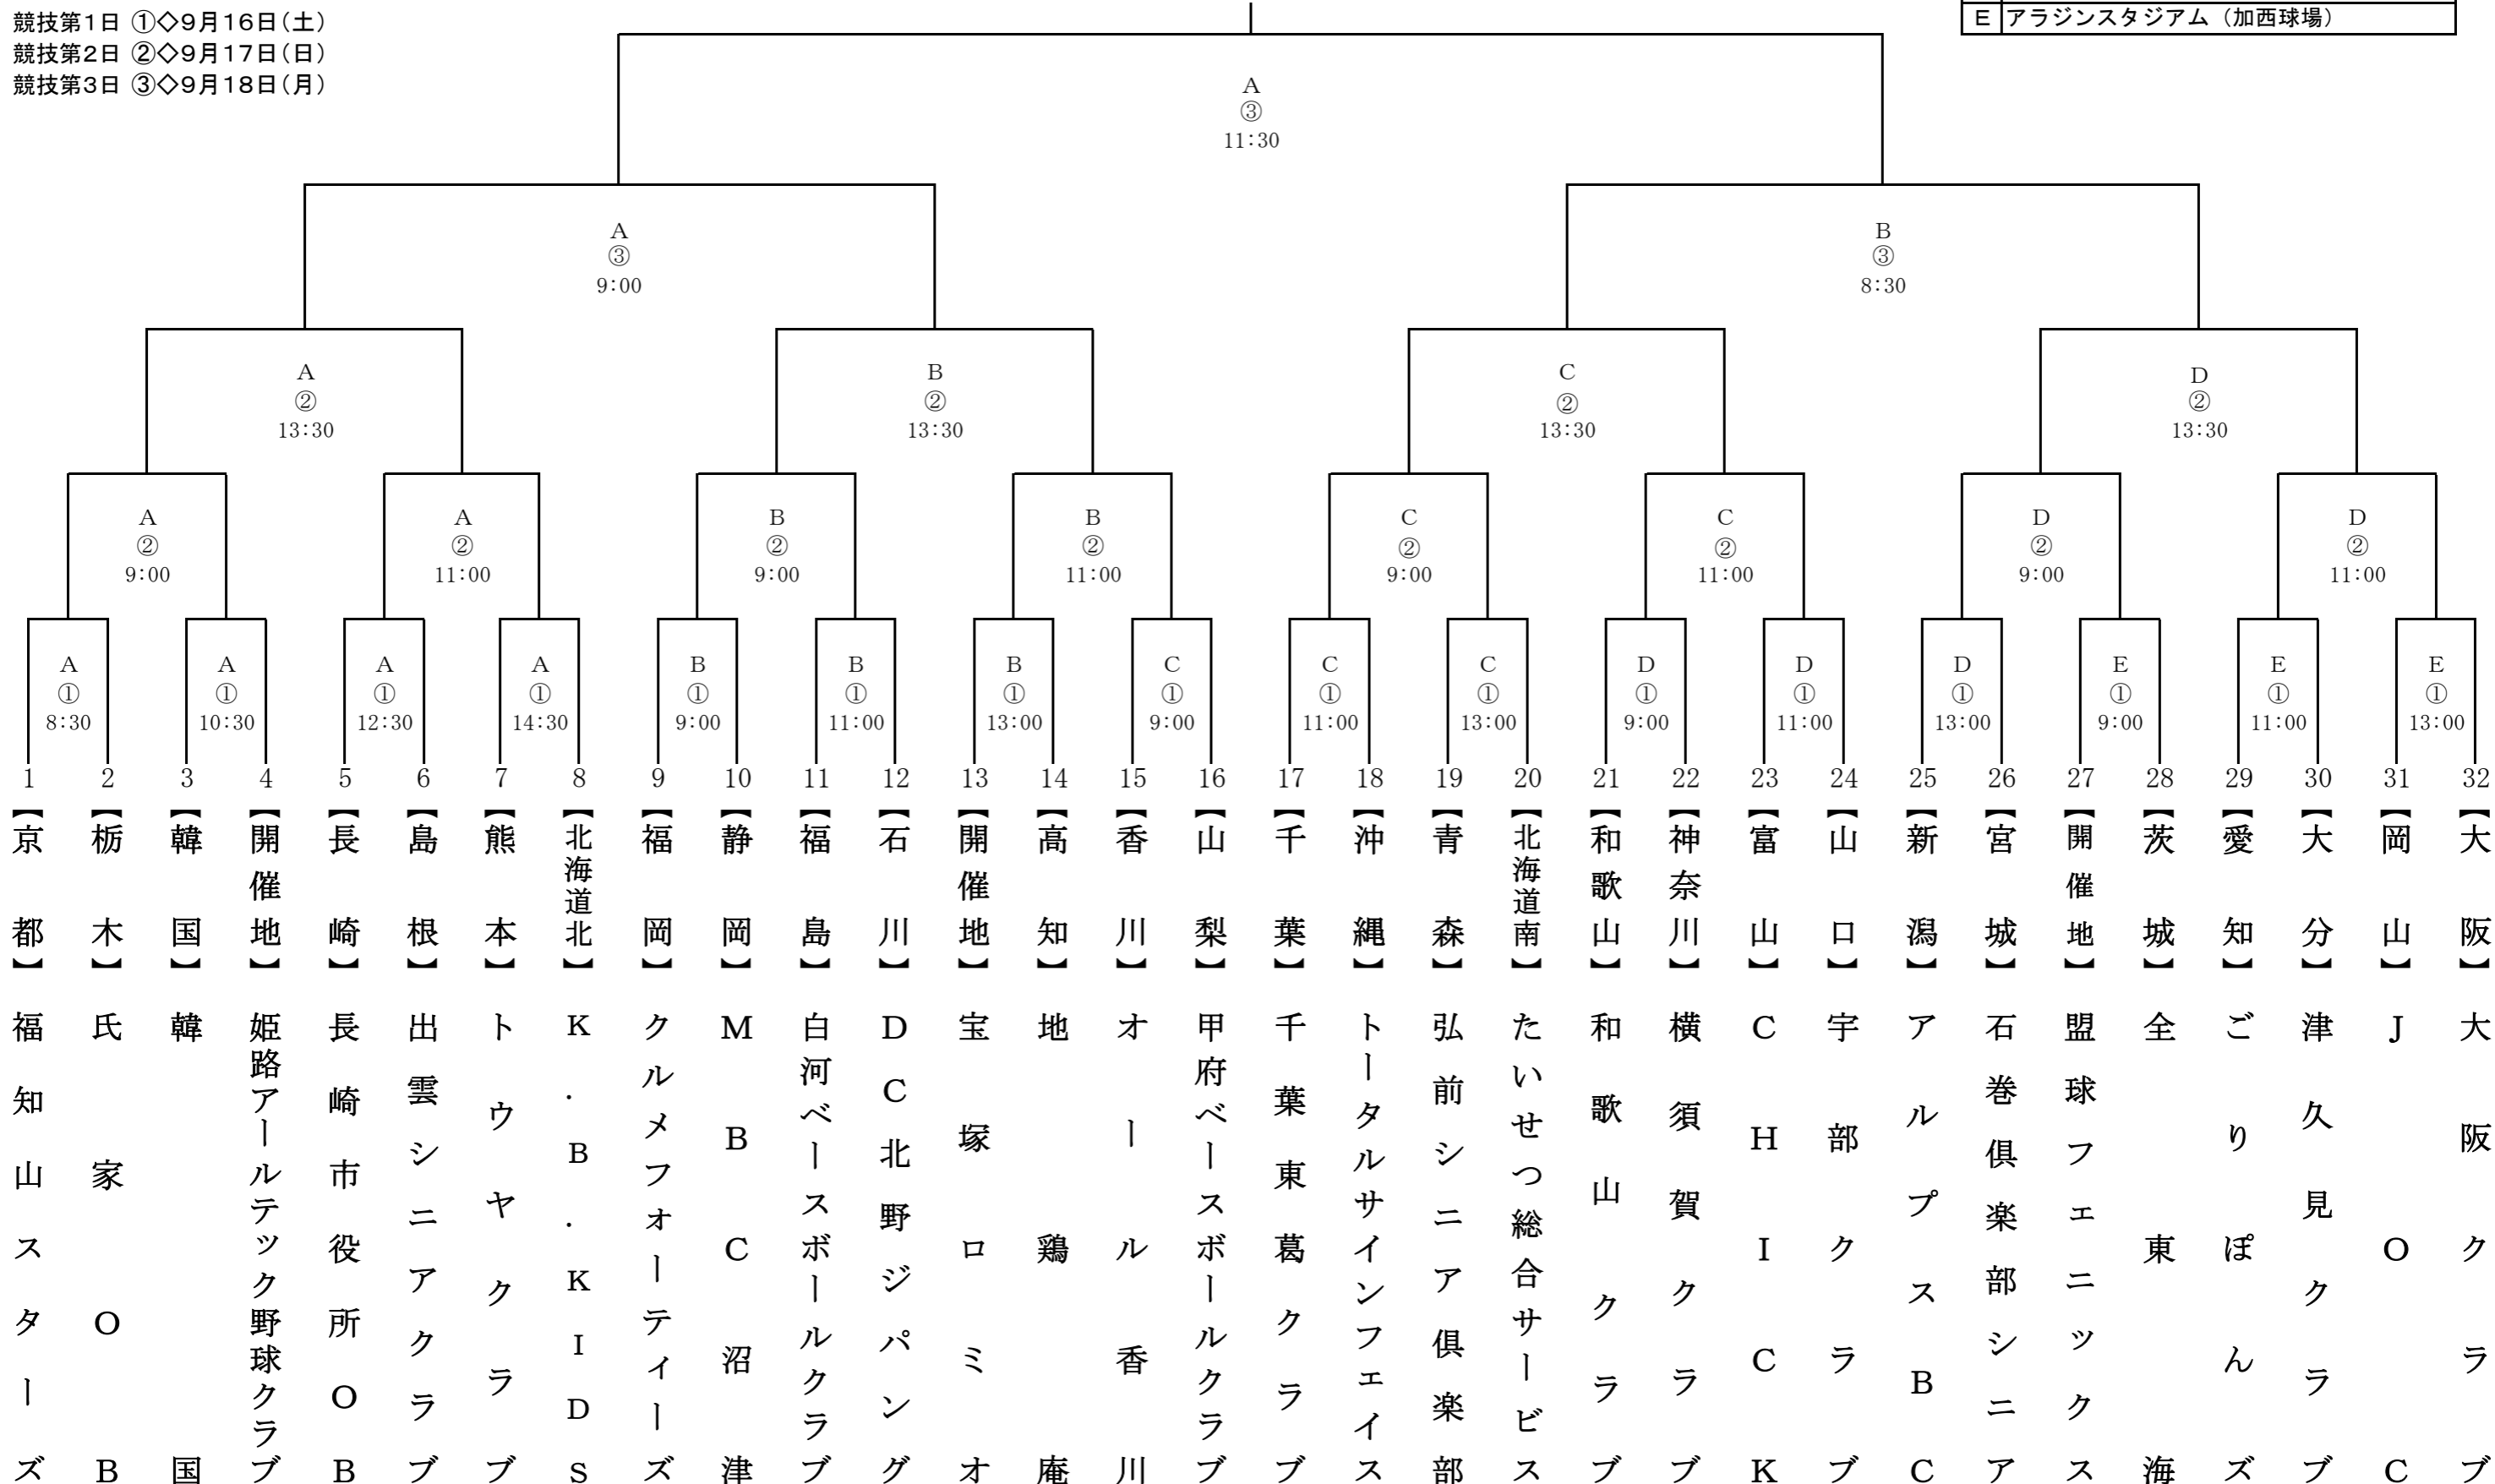 競技第1日 ①◇9月16日(土)
競技第2日 ②◇9月17日(日)
競技第3日 ③◇9月18日(月)
E アラジンスタジアム（加西球場）
A
③
11:30
A
③
9:00
B
③
8:30
A
②
13:30
B
②
13:30
C
②
13:30
D
②
13:30
A
②
9:00
A
②
11:00
B
②
9:00
B
②
11:00
C
②
9:00
C
②
11:00
D
②
9:00
D
②
11:00
A
①
8:30
A
①
10:30
A
①
12:30
A
①
14:30
B
①
9:00
B
①
11:00
B
①
13:00
C
①
9:00
C
①
11:00
C
①
13:00
D
①
9:00
D
①
11:00
D
①
13:00
E
①
9:00
E
①
11:00
E
①
13:00
1【京都】福知山スターズ
2【栃木】氏家OB
3【韓国】韓国
4【開催地】姫路アールテック野球クラブ
5【長崎】長崎市役所OB
6【島根】出雲シニアクラブ
7【熊本】トウヤクラブ
8【北海道北】K.B.KIDS
9【福岡】クルメフォーティーズ
10【静岡】MBC沼津
11【福島】白河ベースボールクラブ
12【石川】DC北野ジパング
13【開催地】宝塚ロミオ
14【高知】地鶏庵
15【香川】オール香川
16【山梨】甲府ベースボールクラブ
17【千葉】千葉東葛クラブ
18【沖縄】トータルサインフェイス
19【青森】弘前シニア倶楽部
20【北海道南】たいせつ総合サービス
21【和歌山】和歌山クラブ
22【神奈川】横須賀クラブ
23【富山】CHICK
24【山口】宇部クラブ
25【新潟】アルプスBC
26【宮城】石巻倶楽部シニア
27【開催地】盟球フェニックス
28【茨城】全東海
29【愛知】ごりぽんズ
30【大分】津久見クラブ
31【岡山】JOC
32【大阪】大阪クラブ